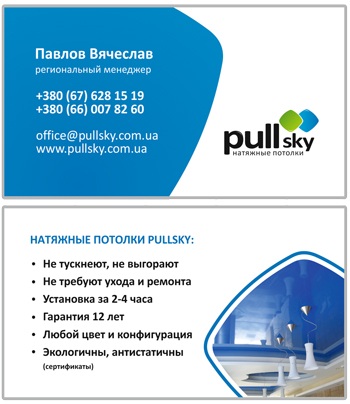 Павлов Вячеслав
региональный менеджер
+380 (67) 628 15 19
+380 (66) 007 82 60
office@pullsky.com.ua
www.pullsky.com.ua
pull sky
натяжные потолки
НАТЯЖНЫЕ ПОТОЛКИ PULLSKY:
• Не тускнеют, не выгорают
• Не требуют ухода и ремонта
• Установка за 2-4 часа
• Гарантия 12 лет
• Любой цвет и конфигурация
• Экологичны, антистатичны
(сертификаты)